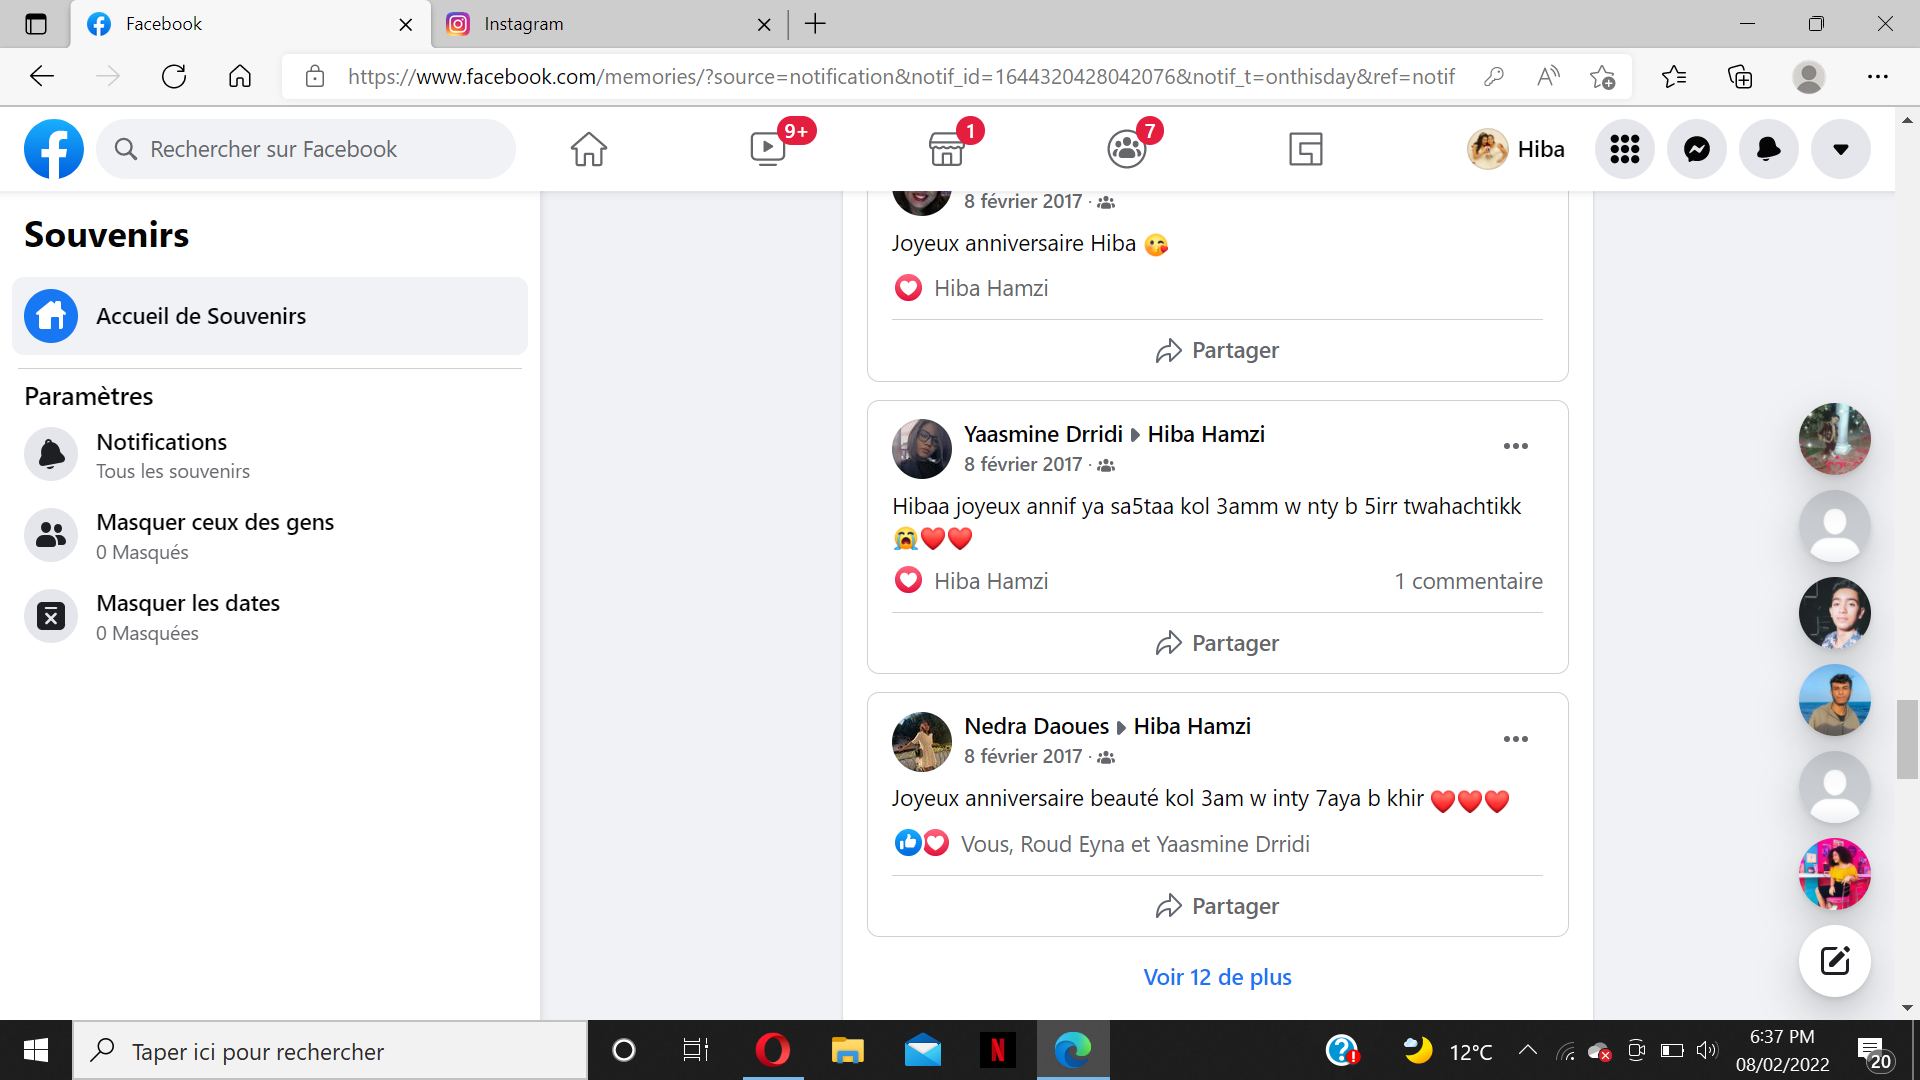 Facebook
Instagram
https://www.facebook.com/memories/?source=notification&notif_id=1644320428042076&notif_t=onthisday&ref=notif
Rechercher sur Facebook
9+
1
7
Hiba
Souvenirs
Accueil de Souvenirs
Paramètres
Notifications
Tous les souvenirs
Masquer ceux des gens
0 Masqués
Masquer les dates
0 Masquées
8 février 2017 ·
Joyeux anniversaire Hiba 😘
Hiba Hamzi
Partager
Yaasmine Drridi ▸ Hiba Hamzi
8 février 2017 ·
Hibaa joyeux annif ya sa5taa kol 3amm w nty b 5irr twahachtikk
😭❤️❤️
Hiba Hamzi
1 commentaire
Partager
Nedra Daoues ▸ Hiba Hamzi
8 février 2017 ·
Joyeux anniversaire beauté kol 3am w inty 7aya b khir ❤️❤️❤️
Vous, Roud Eyna et Yaasmine Drridi
Partager
Voir 12 de plus
Taper ici pour rechercher
12°C
6:37 PM
08/02/2022
20